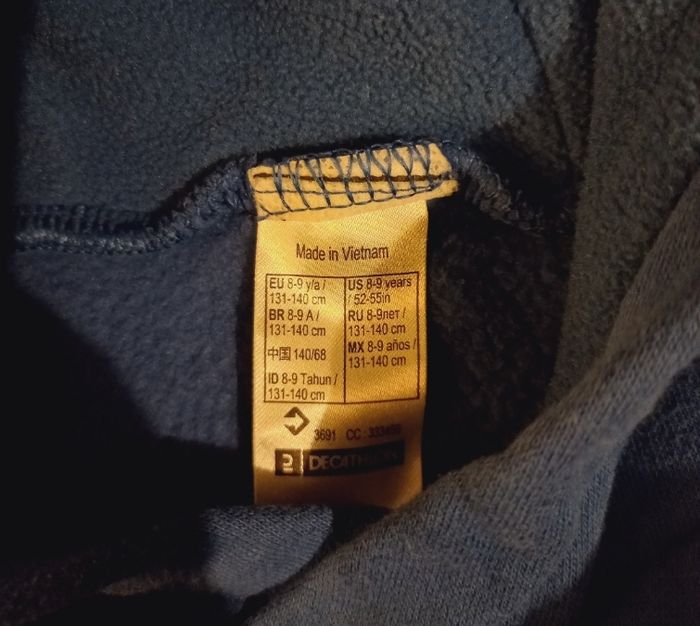 Made in Vietnam
EU 8-9 y/a /
131-140 cm
BR 8-9 A /
131-140 cm
中国 140/68
ID 8-9 Tahun /
131-140 cm
US 8-9 years
/ 52-55in
RU 8-9лет /
131-140 cm
MX 8-9 años /
131-140 cm
3691 CC:
DECATHLON